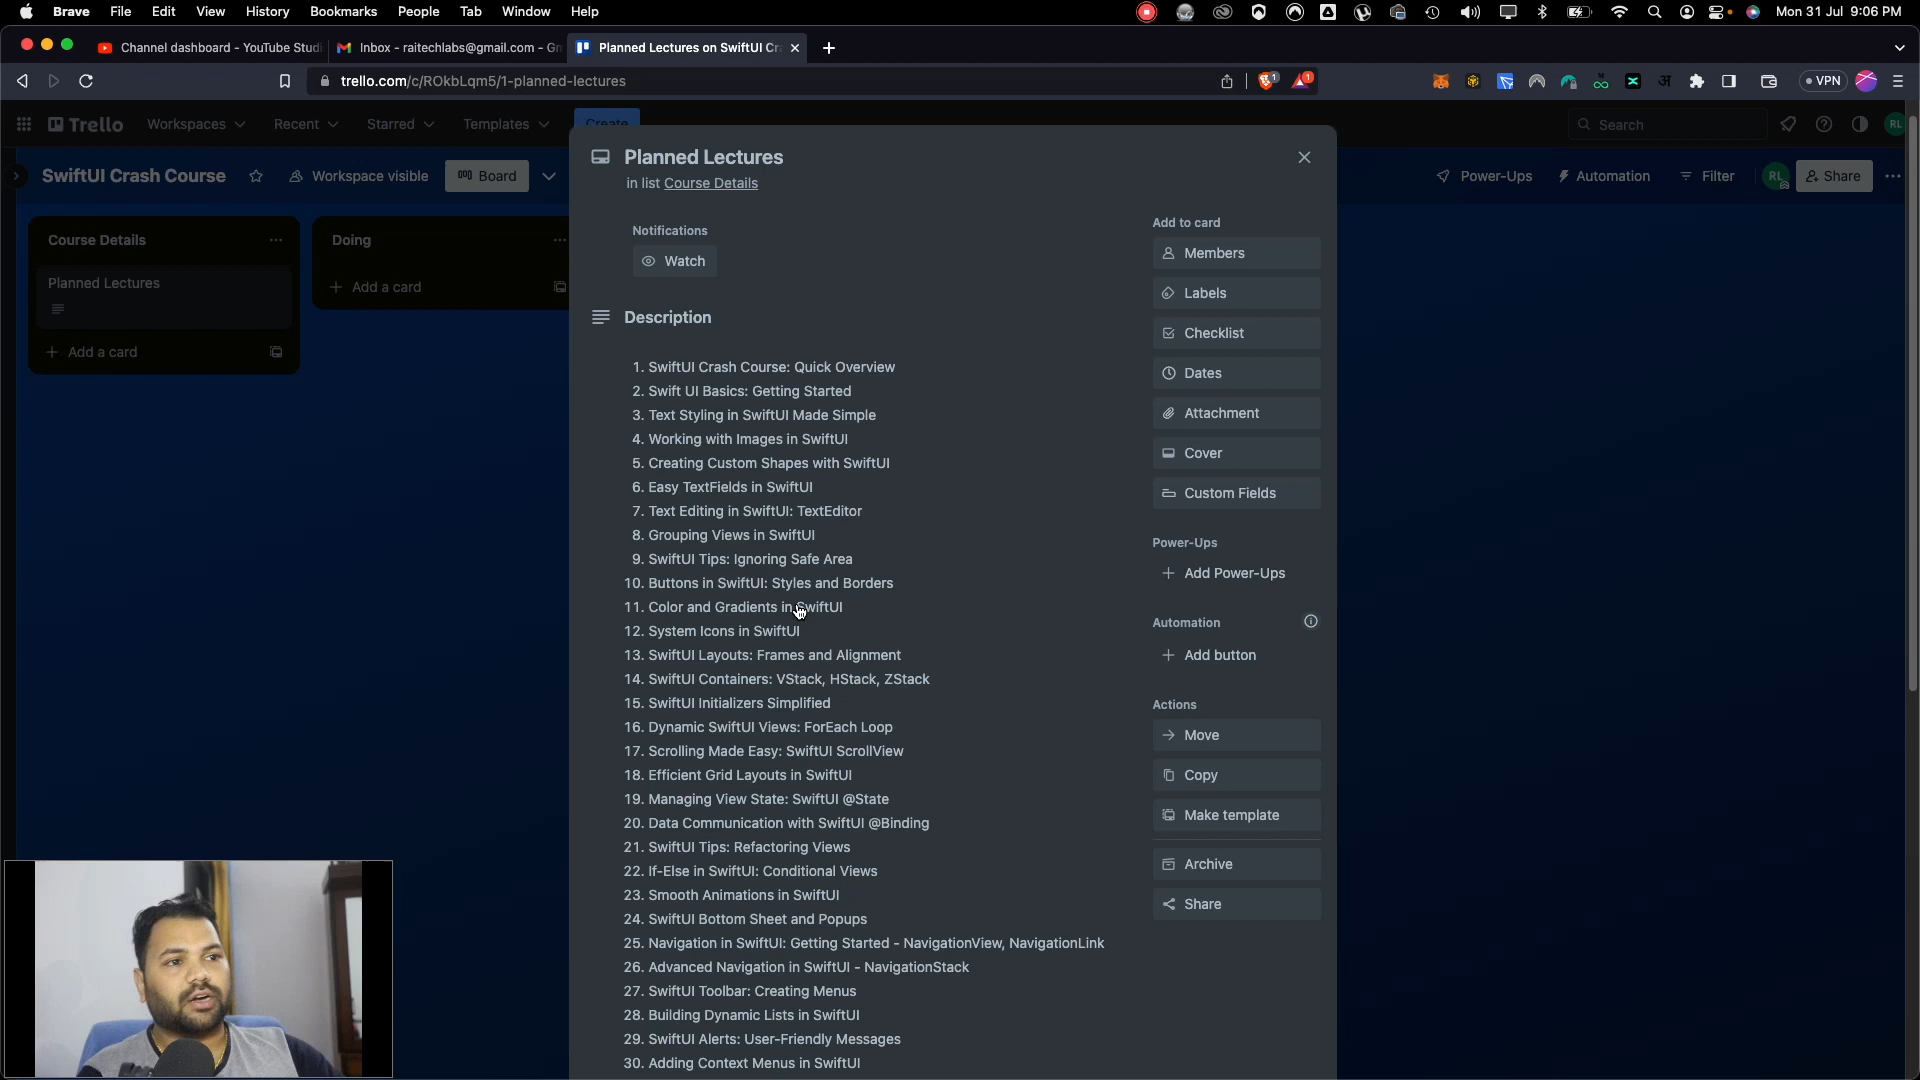 Brave File Edit View History Bookmarks People Tab Window Help Mon 31 Jul 9:06 PM
Channel dashboard - YouTube Studi Inbox - raitechlabs@gmail.com - Gm Planned Lectures on SwiftUI Cra
trello.com/c/ROkbLqm5/1-planned-lectures VPN
Trello Workspaces Recent Starred Templates Create Search RL
SwiftUI Crash Course Workspace visible Board Power-Ups Automation Filter RL Share
Course Details
Planned Lectures
Add a card
Doing
Add a card
Planned Lectures
in list Course Details
Notifications
Watch
Description
1. SwiftUI Crash Course: Quick Overview
2. Swift UI Basics: Getting Started
3. Text Styling in SwiftUI Made Simple
4. Working with Images in SwiftUI
5. Creating Custom Shapes with SwiftUI
6. Easy TextFields in SwiftUI
7. Text Editing in SwiftUI: TextEditor
8. Grouping Views in SwiftUI
9. SwiftUI Tips: Ignoring Safe Area
10. Buttons in SwiftUI: Styles and Borders
11. Color and Gradients in SwiftUI
12. System Icons in SwiftUI
13. SwiftUI Layouts: Frames and Alignment
14. SwiftUI Containers: VStack, HStack, ZStack
15. SwiftUI Initializers Simplified
16. Dynamic SwiftUI Views: ForEach Loop
17. Scrolling Made Easy: SwiftUI ScrollView
18. Efficient Grid Layouts in SwiftUI
19. Managing View State: SwiftUI @State
20. Data Communication with SwiftUI @Binding
21. SwiftUI Tips: Refactoring Views
22. If-Else in SwiftUI: Conditional Views
23. Smooth Animations in SwiftUI
24. SwiftUI Bottom Sheet and Popups
25. Navigation in SwiftUI: Getting Started - NavigationView, NavigationLink
26. Advanced Navigation in SwiftUI - NavigationStack
27. SwiftUI Toolbar: Creating Menus
28. Building Dynamic Lists in SwiftUI
29. SwiftUI Alerts: User-Friendly Messages
30. Adding Context Menus in SwiftUI
Add to card
Members
Labels
Checklist
Dates
Attachment
Cover
Custom Fields
Power-Ups
Add Power-Ups
Automation
Add button
Actions
Move
Copy
Make template
Archive
Share